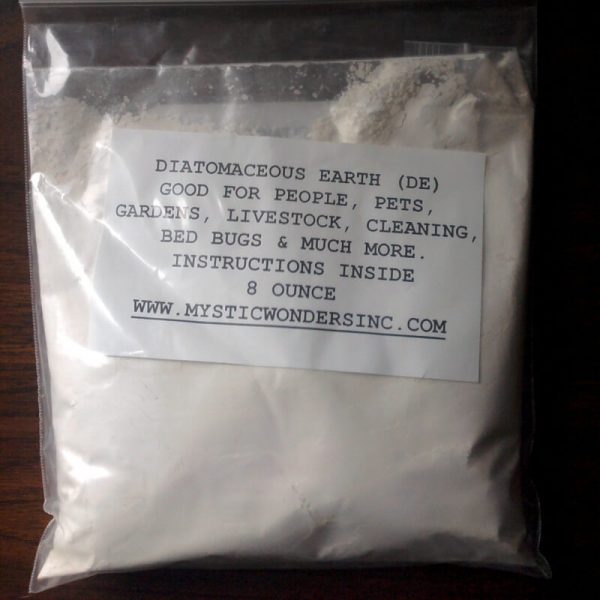 DIATOMACEOUS EARTH (DE)
GOOD FOR PEOPLE, PETS,
GARDENS, LIVESTOCK, CLEANING,
BED BUGS & MUCH MORE.
INSTRUCTIONS INSIDE
8 OUNCE
WWW.MYSTICWONDERSINC.COM